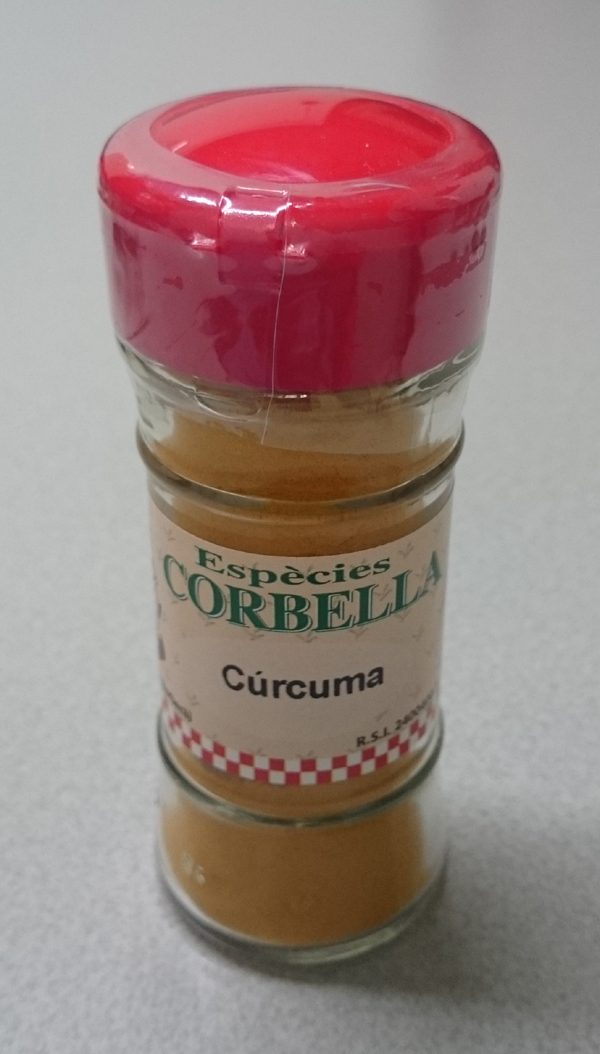 Espècies
CORBELLA
Cúrcuma
R.S.I.